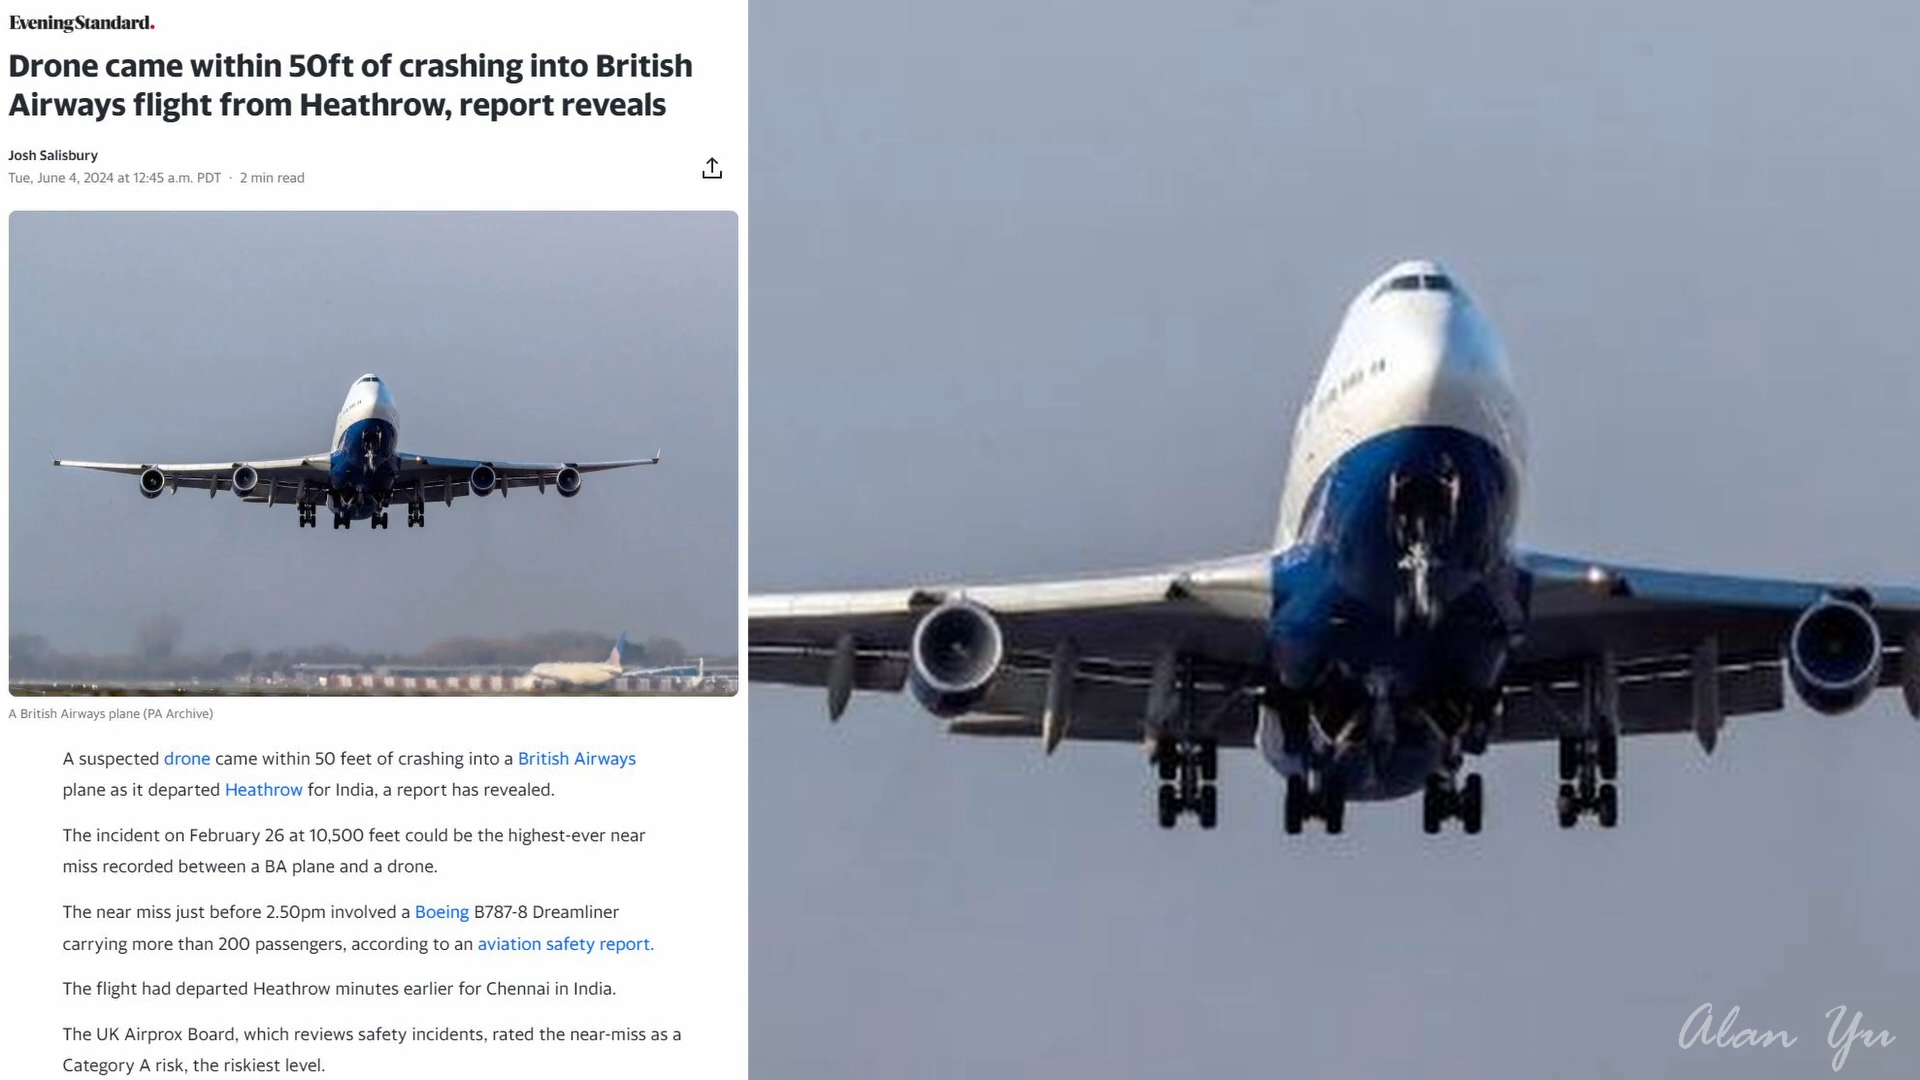 Evening Standard.
Drone came within 50ft of crashing into British
Airways flight from Heathrow, report reveals
Josh Salisbury
Tue, June 4, 2024 at 12:45 a.m. PDT · 2 min read
A British Airways plane (PA Archive)
A suspected drone came within 50 feet of crashing into a British Airways
plane as it departed Heathrow for India, a report has revealed.
The incident on February 26 at 10,500 feet could be the highest-ever near
miss recorded between a BA plane and a drone.
The near miss just before 2.50pm involved a Boeing B787-8 Dreamliner
carrying more than 200 passengers, according to an aviation safety report.
The flight had departed Heathrow minutes earlier for Chennai in India.
The UK Airprox Board, which reviews safety incidents, rated the near-miss as a
Category A risk, the riskiest level.
Alan Yu